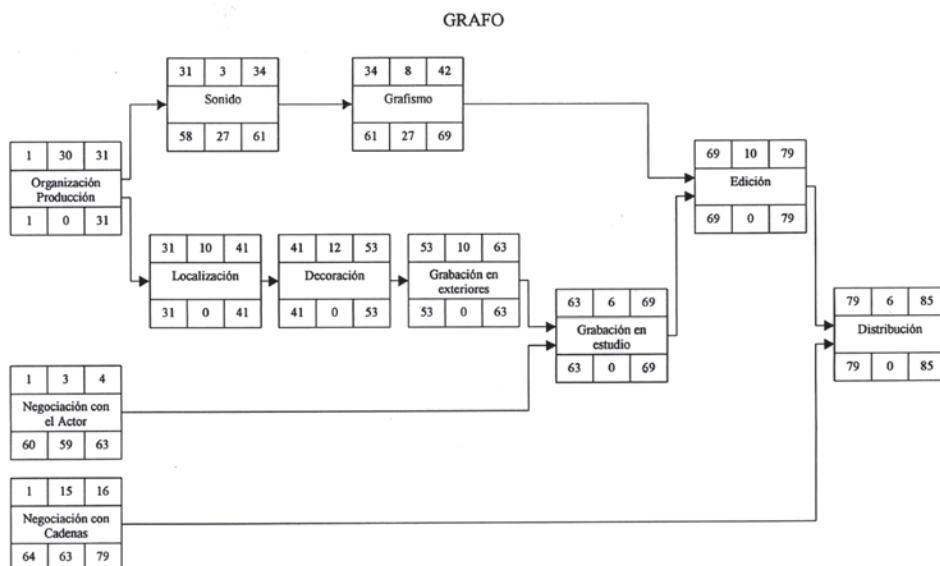 GRAFO
31 3 34
Sonido
58 27 61
34 8 42
Grafismo
61 27 69
1 30 31
Organización
Producción
1 0 31
69 10 79
Edición
69 0 79
31 10 41
Localización
31 0 41
41 12 53
Decoración
41 0 53
53 10 63
Grabación en
exteriores
53 0 63
63 6 69
Grabación en
estudio
63 0 69
79 6 85
Distribución
79 0 85
1 3 4
Negociación con
el Actor
60 59 63
1 15 16
Negociación con
Cadenas
64 63 79